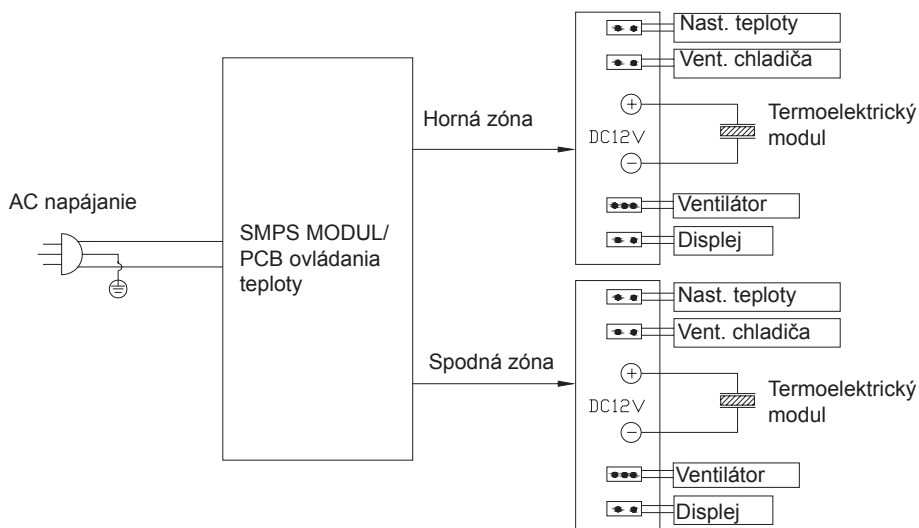 AC napájanie
SMPS MODUL/
PCB ovládania
teploty
Horná zóna
Nast. teploty
Vent. chladiča
DC12V
Termoelektrický
modul
Ventilátor
Displej
Spodná zóna
Nast. teploty
Vent. chladiča
DC12V
Termoelektrický
modul
Ventilátor
Displej